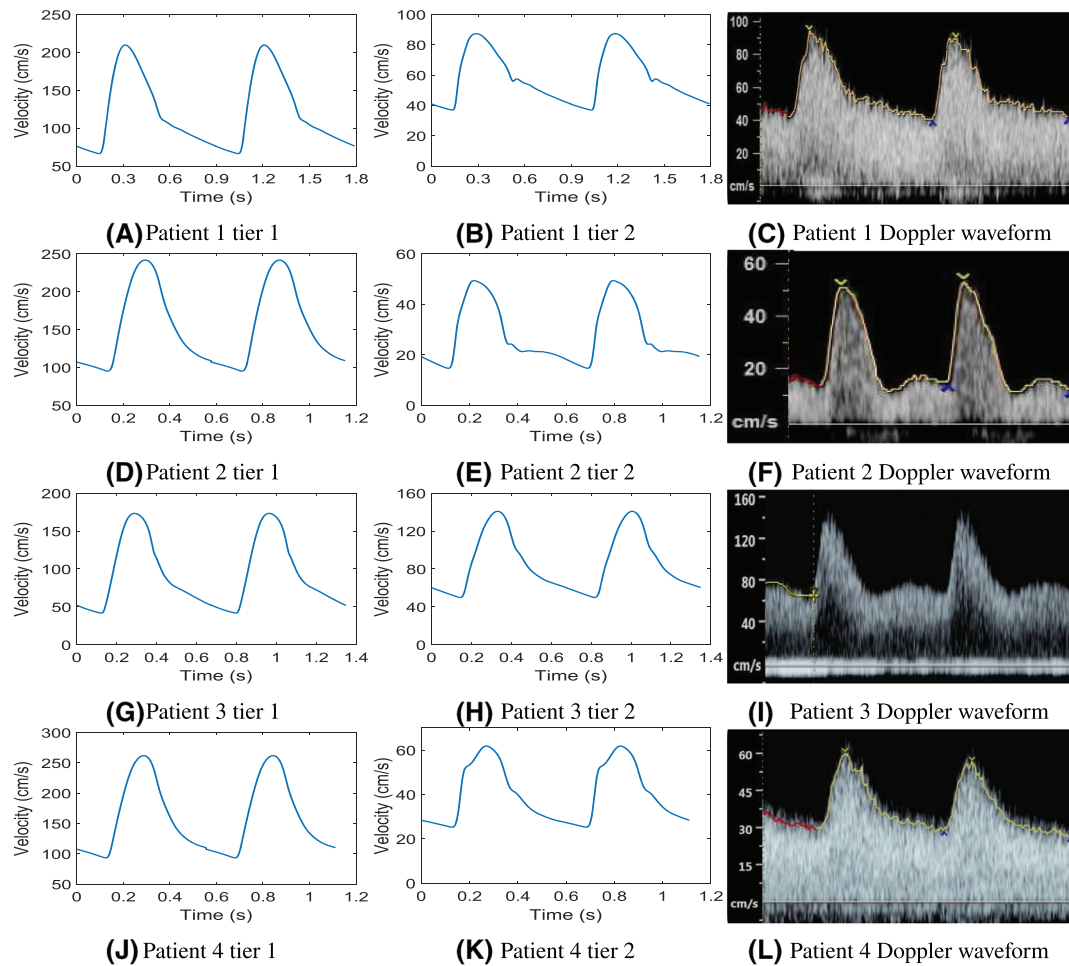 250
200
150
100
50
Velocity (cm/s)
0 0.3 0.6 0.9 1.2 1.5 1.8
Time (s)
(A) Patient 1 tier 1
100
80
60
40
20
0
Velocity (cm/s)
0 0.3 0.6 0.9 1.2 1.5 1.8
Time (s)
(B) Patient 1 tier 2
100
80
60
40
20
cm/s
(C) Patient 1 Doppler waveform
250
200
150
100
50
Velocity (cm/s)
0 0.2 0.4 0.6 0.8 1 1.2
Time (s)
(D) Patient 2 tier 1
60
40
20
0
Velocity (cm/s)
0 0.2 0.4 0.6 0.8 1 1.2
Time (s)
(E) Patient 2 tier 2
60
40
20
cm/s
(F) Patient 2 Doppler waveform
200
150
100
50
0
Velocity (cm/s)
0 0.2 0.4 0.6 0.8 1 1.2 1.4
Time (s)
(G) Patient 3 tier 1
160
120
80
40
0
Velocity (cm/s)
0 0.2 0.4 0.6 0.8 1 1.2 1.4
Time (s)
(H) Patient 3 tier 2
160
120
80
40
cm/s
(I) Patient 3 Doppler waveform
300
250
200
150
100
50
Velocity (cm/s)
0 0.2 0.4 0.6 0.8 1 1.2
Time (s)
(J) Patient 4 tier 1
60
40
20
0
Velocity (cm/s)
0 0.2 0.4 0.6 0.8 1 1.2
Time (s)
(K) Patient 4 tier 2
60
45
30
15
cm/s
(L) Patient 4 Doppler waveform